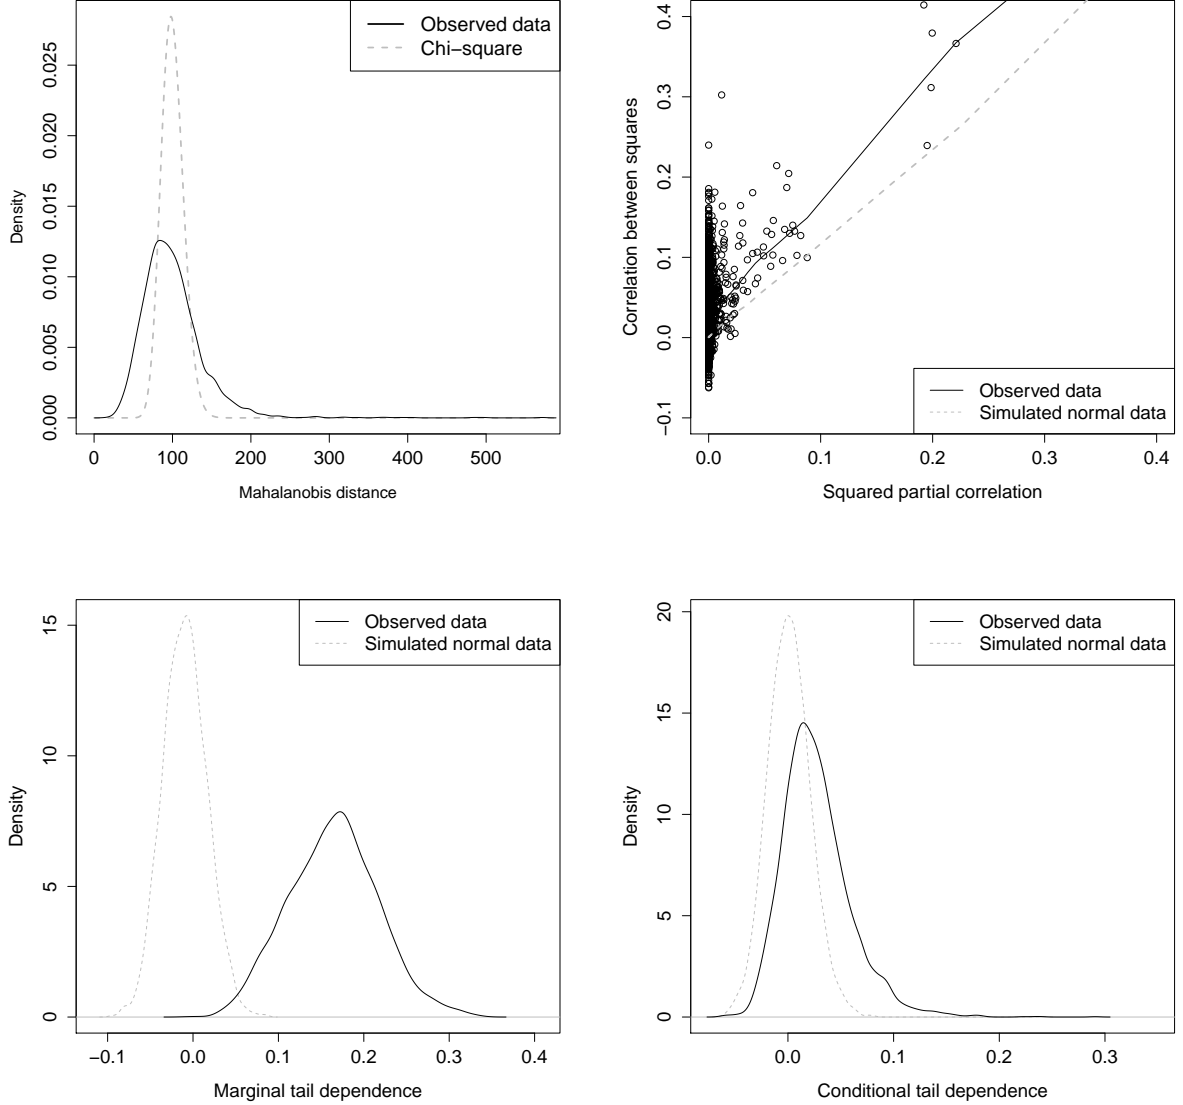 Observed data
Chi−square
Density
0.000
0.005
0.010
0.015
0.020
0.025
0
100
200
300
400
500
Mahalanobis distance
Observed data
Simulated normal data
Correlation between squares
−0.1
0.0
0.1
0.2
0.3
0.4
0.0
0.1
0.2
0.3
0.4
Squared partial correlation
Observed data
Simulated normal data
Density
0
5
10
15
−0.1
0.0
0.1
0.2
0.3
0.4
Marginal tail dependence
Observed data
Simulated normal data
Density
0
5
10
15
20
0.0
0.1
0.2
0.3
Conditional tail dependence